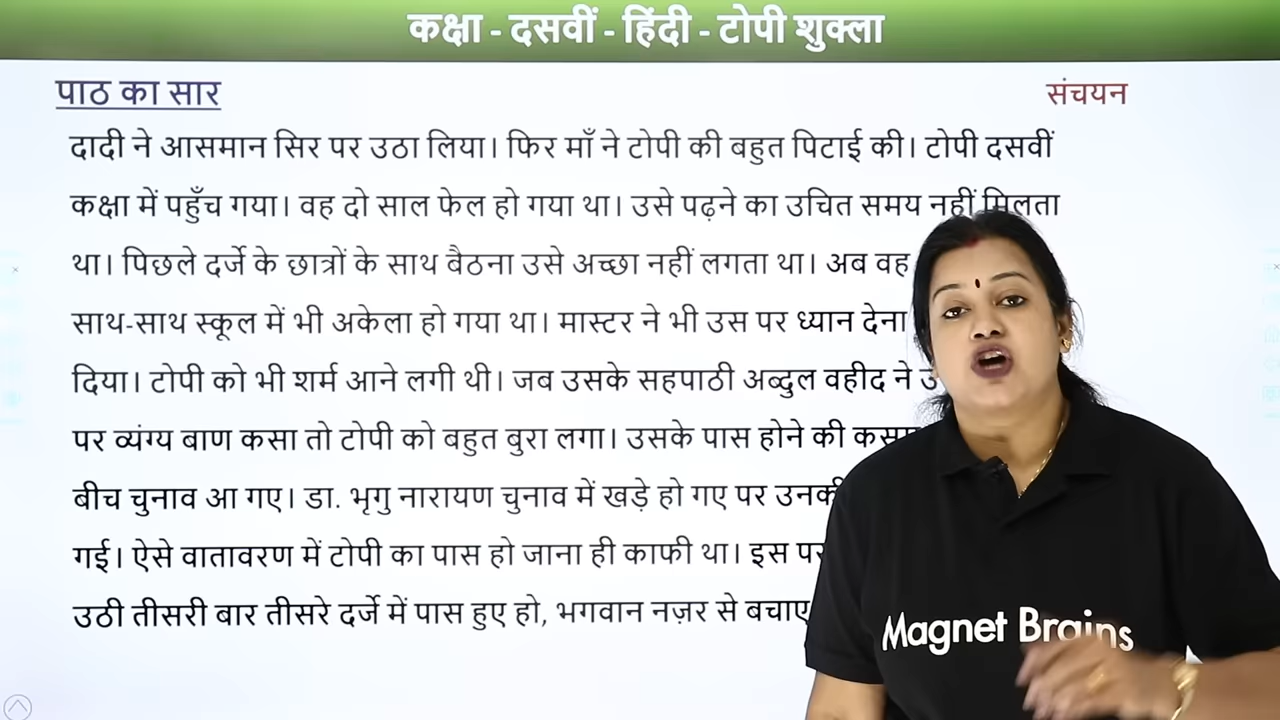 कक्षा - दसवीं - हिंदी - टोपी शुक्ला
पाठ का सार
संचयन
दादी ने आसमान सिर पर उठा लिया। फिर माँ ने टोपी की बहुत पिटाई की। टोपी दसवीं
कक्षा में पहुँच गया। वह दो साल फेल हो गया था। उसे पढ़ने का उचित समय नहीं मिलता
था। पिछले दर्जे के छात्रों के साथ बैठना उसे अच्छा नहीं लगता था। अब वह
साथ-साथ स्कूल में भी अकेला हो गया था। मास्टर ने भी उस पर ध्यान देना
दिया। टोपी को भी शर्म आने लगी थी। जब उसके सहपाठी अब्दुल वहीद ने
पर व्यंग्य बाण कसा तो टोपी को बहुत बुरा लगा। उसके पास होने की
बीच चुनाव आ गए। डा. भृगु नारायण चुनाव में खड़े हो गए पर
गई। ऐसे वातावरण में टोपी का पास हो जाना ही काफी था। इस
उठी तीसरी बार तीसरे दर्जे में पास हुए हो, भगवान नज़र से
Magnet Brains